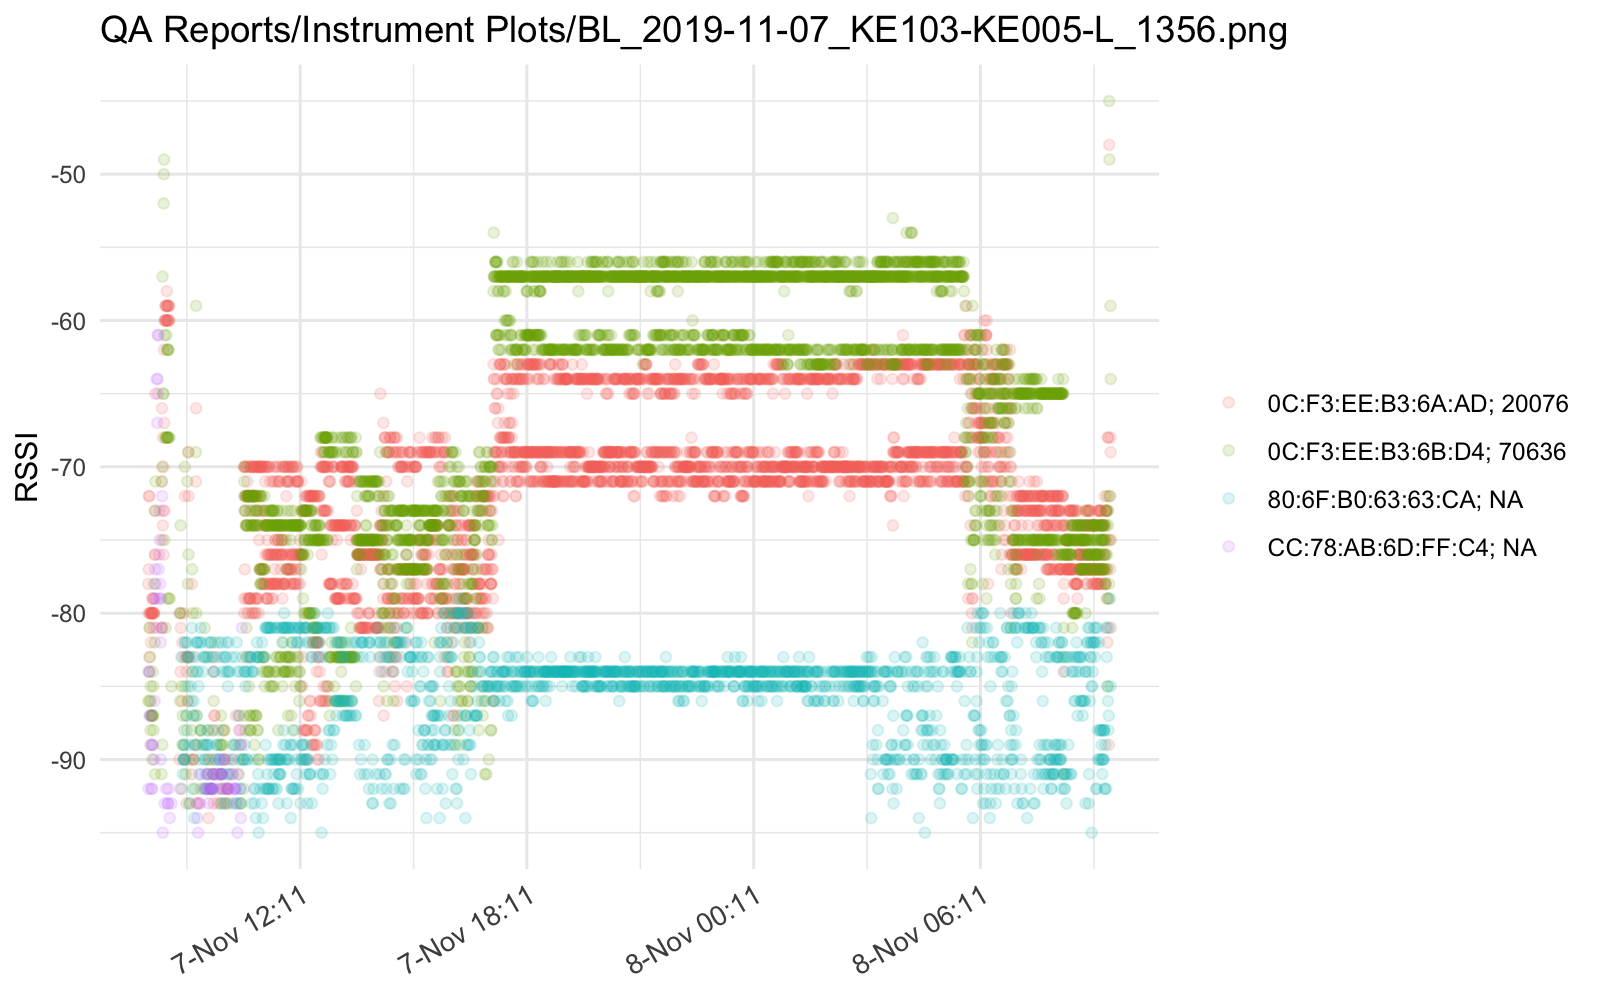 QA Reports/Instrument Plots/BL_2019-11-07_KE103-KE005-L_1356.png
RSSI
-50
-60
-70
-80
-90
7-Nov 12:11
7-Nov 18:11
8-Nov 00:11
8-Nov 06:11
0C:F3:EE:B3:6A:AD; 20076
0C:F3:EE:B3:6B:D4; 70636
80:6F:B0:63:63:CA; NA
CC:78:AB:6D:FF:C4; NA